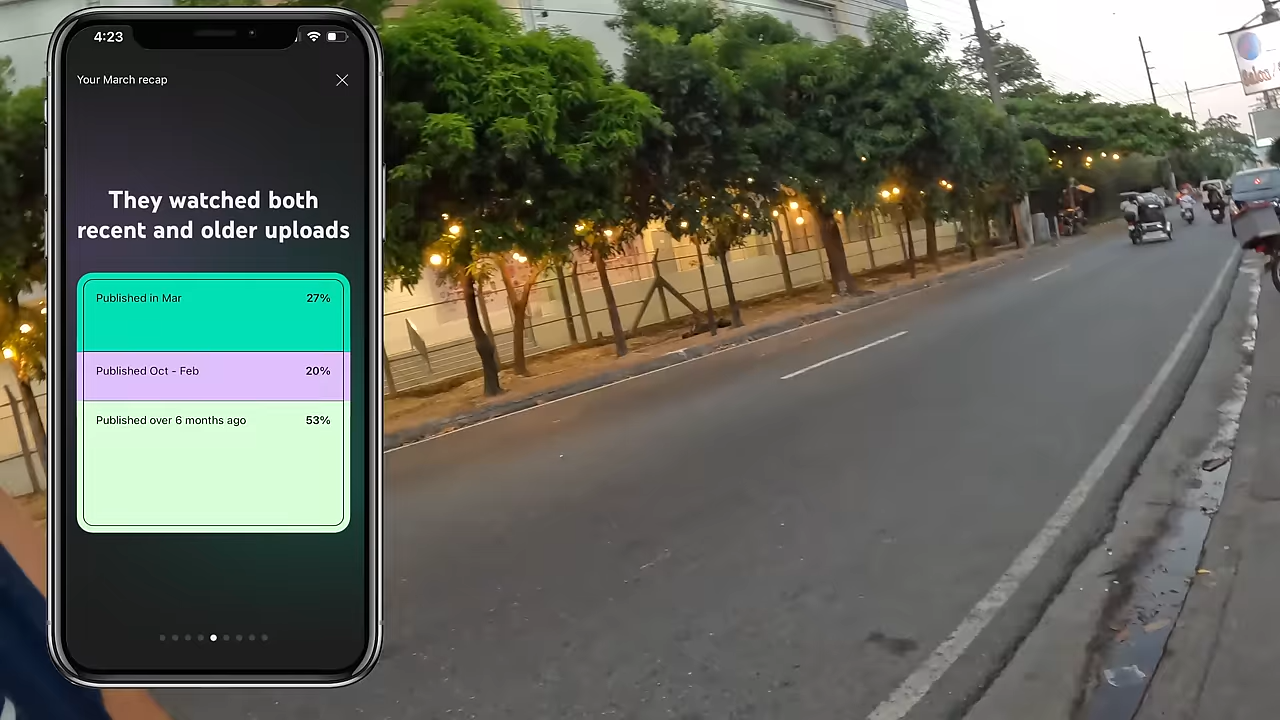 4:23
Your March recap
They watched both
recent and older uploads
Published in Mar 27%
Published Oct - Feb 20%
Published over 6 months ago 53%